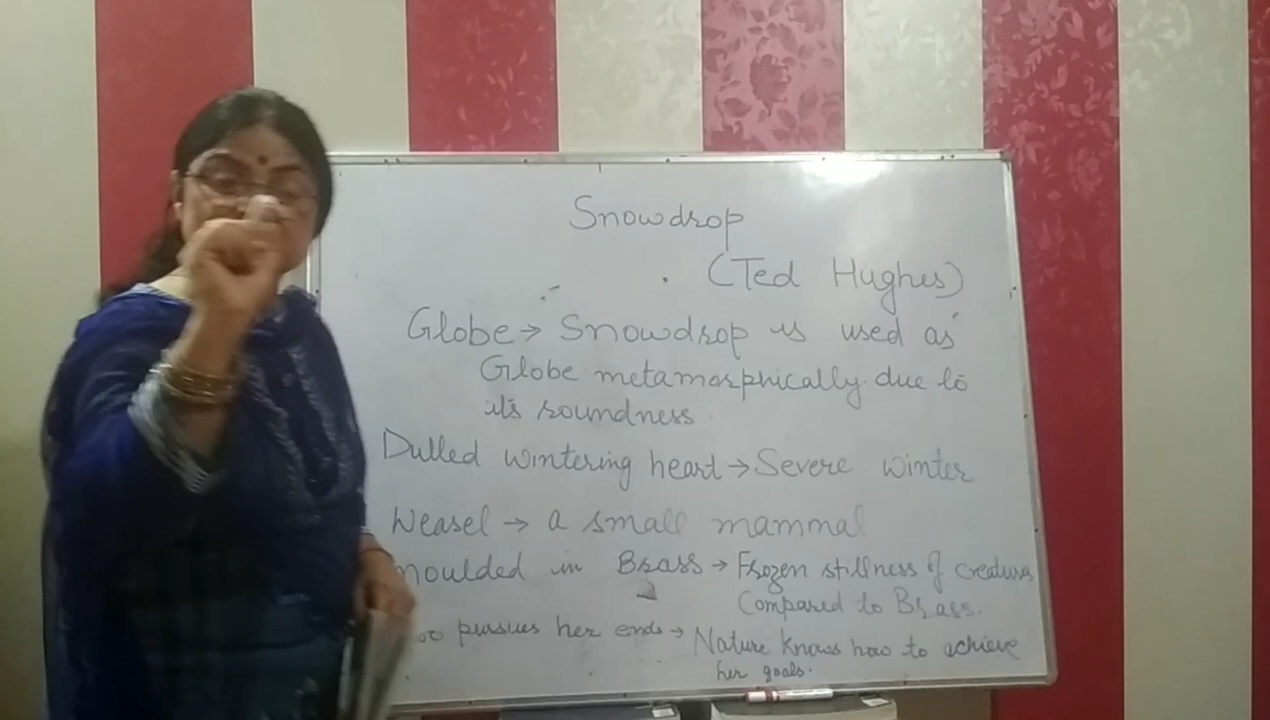 Snowdrop
(Ted Hughes)
Globe → Snowdrop is used as
Globe metamorphically due to
its roundness
Dulled wintering heart → Severe winter
Weasel → a small mammal
moulded in Brass → Frozen stillness of creatures
Compared to Brass.
pursues her ends → Nature knows how to achieve
her goals.